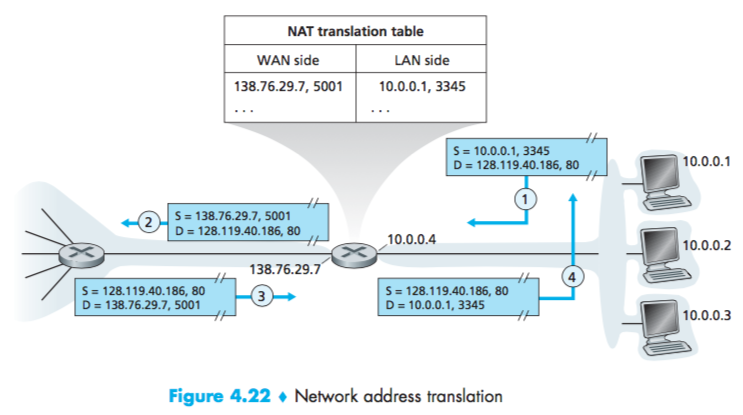 NAT translation table
WAN side LAN side
138.76.29.7, 5001 10.0.0.1, 3345
. . . . . .
S = 10.0.0.1, 3345
D = 128.119.40.186, 80
1
10.0.0.1
2
S = 138.76.29.7, 5001
D = 128.119.40.186, 80
10.0.0.4
10.0.0.2
138.76.29.7
S = 128.119.40.186, 80
D = 138.76.29.7, 5001
3
S = 128.119.40.186, 80
D = 10.0.0.1, 3345
4
10.0.0.3
Figure 4.22 ♦ Network address translation